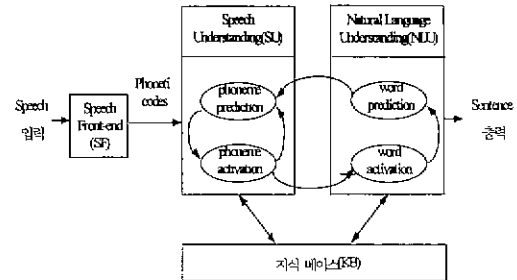 Speech
Understanding(SU)
Natural Language
Understanding(NLU)
Phoneti
codes
Speech
입력
Speech
Front-end
(SF)
phoneme
prediction
phoneme
activation
word
prediction
word
activation
Sentence
출력
지식 베이스(KB)